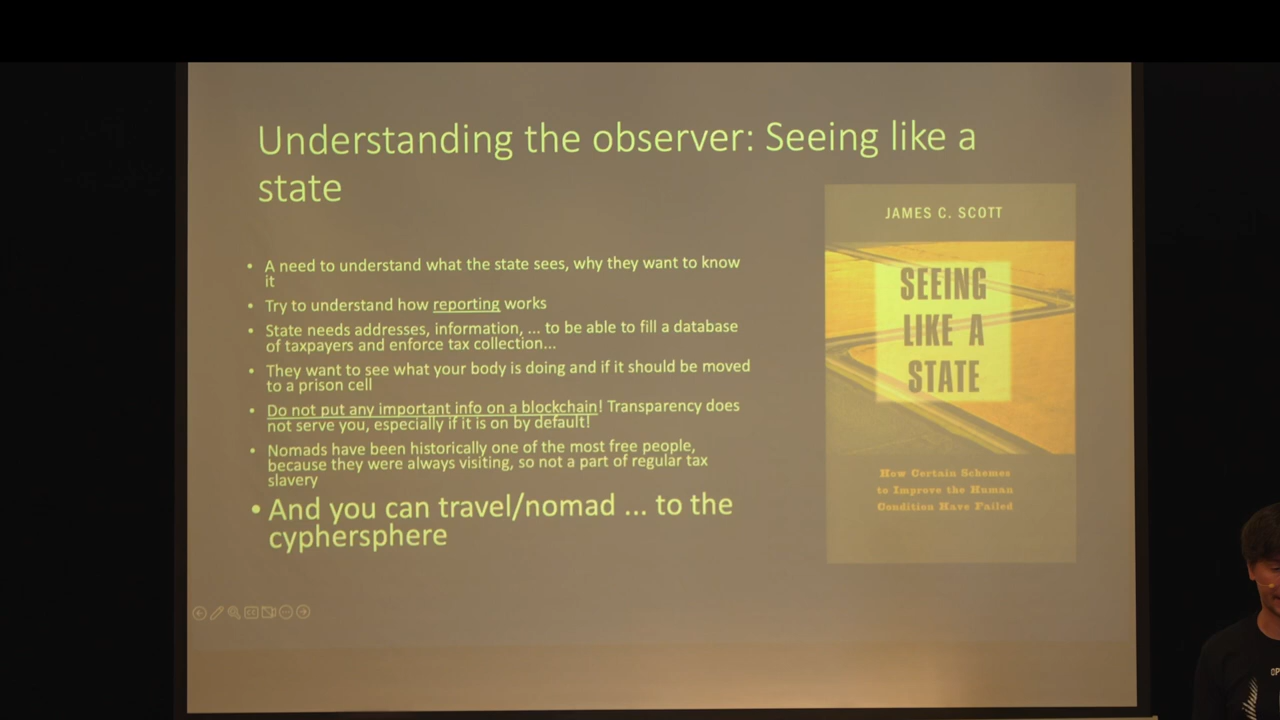 Understanding the observer: Seeing like a
state
• A need to understand what the state sees, why they want to know
it
• Try to understand how reporting works
• State needs addresses, information, ... to be able to fill a database
of taxpayers and enforce tax collection...
• They want to see what your body is doing and if it should be moved
to a prison cell
• Do not put any important info on a blockchain! Transparency does
not serve you, especially if it is on by default!
• Nomads have been historically one of the most free people,
because they were always visiting, so not a part of regular tax
slavery
• And you can travel/nomad ... to the
cyphersphere
JAMES C. SCOTT
SEEING
LIKE A
STATE
How Certain Schemes
to Improve the Human
Condition Have Failed